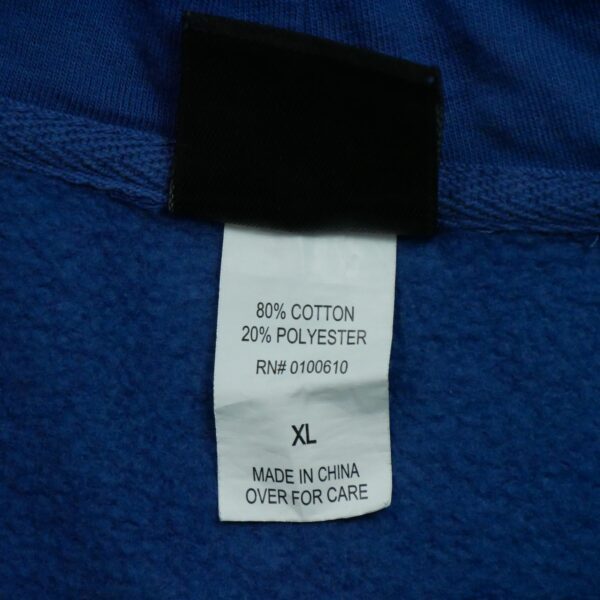 80% COTTON
20% POLYESTER
RN# 0100610
XL
MADE IN CHINA
OVER FOR CARE